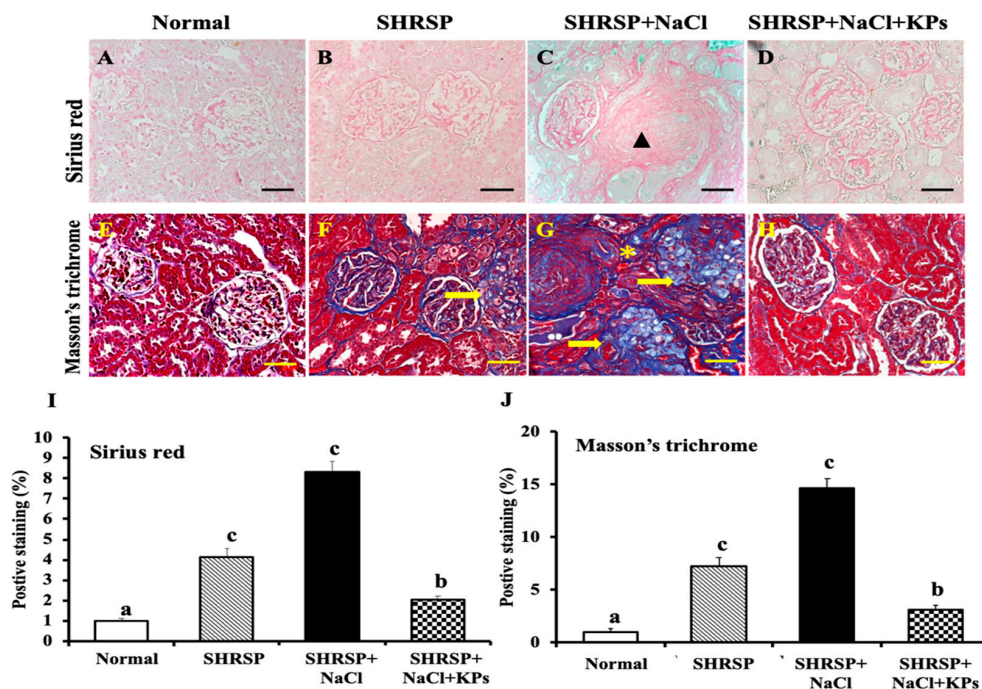 Normal SHRSP SHRSP+NaCl SHRSP+NaCl+KPs
Sirius red
A B C D
Masson's trichrome
E F G H
*
I
Sirius red
Postive staining (%)
10
9
8
7
6
5
4
3
2
1
0
a
c
c
b
Normal SHRSP SHRSP+ SHRSP+
NaCl NaCl+KPs
J
Masson's trichrome
Postive staining (%)
20
15
10
5
0
a
c
c
b
Normal SHRSP SHRSP+ SHRSP+
NaCl NaCl+KPs